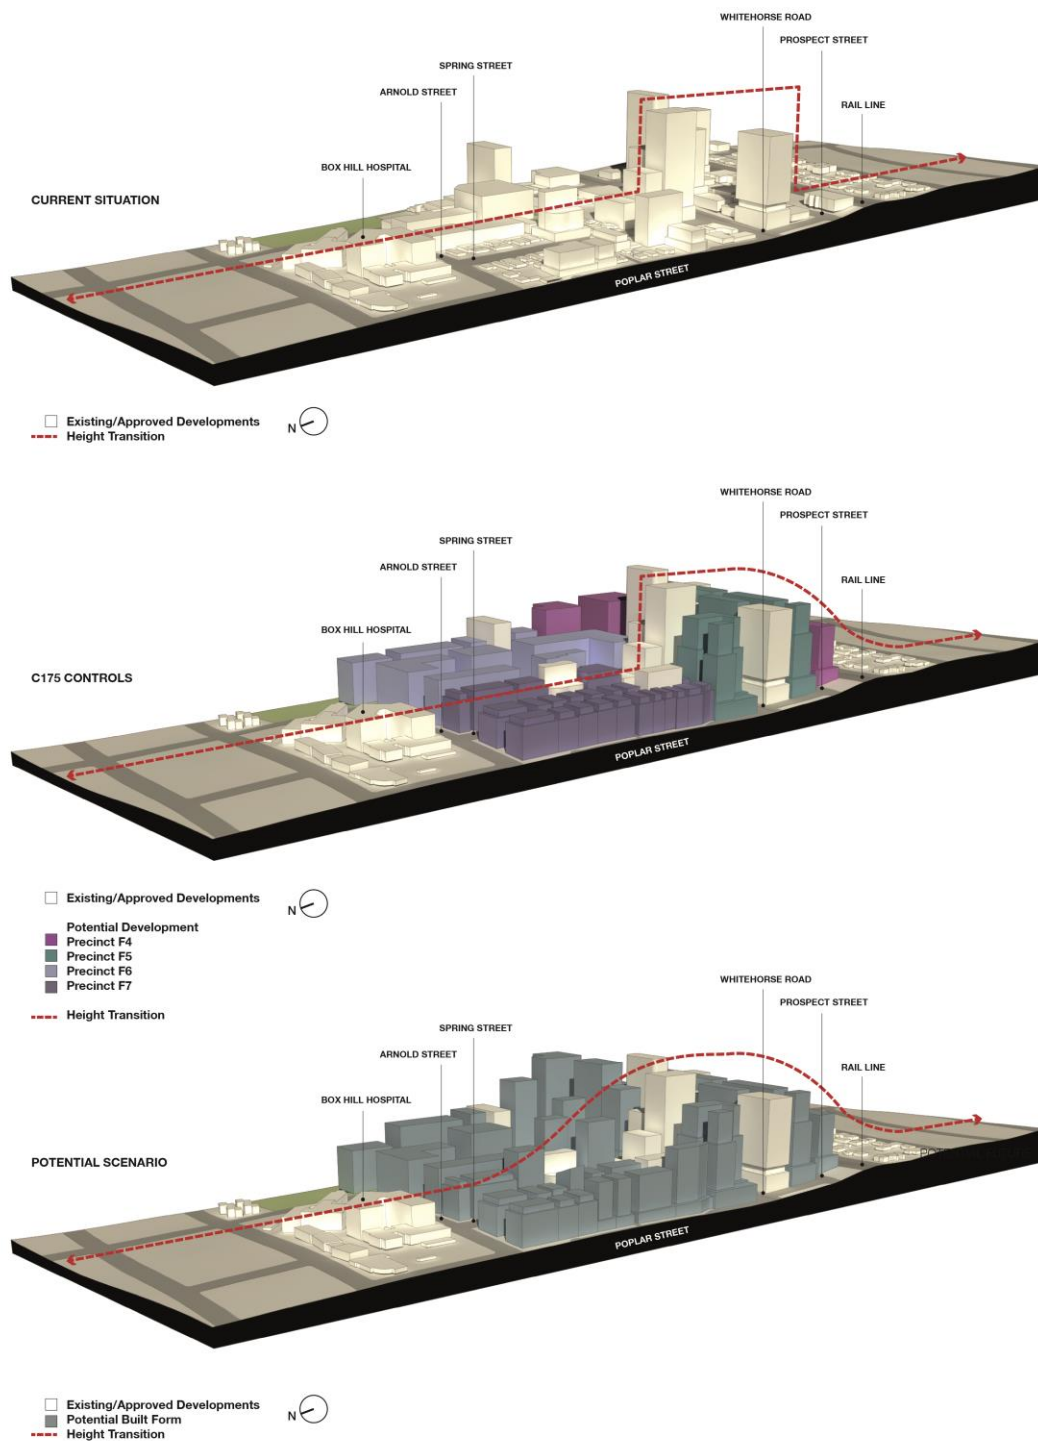 WHITEHORSE ROAD
PROSPECT STREET
SPRING STREET
ARNOLD STREET
RAIL LINE
BOX HILL HOSPITAL
CURRENT SITUATION
POPLAR STREET
Existing/Approved Developments
Height Transition
N
WHITEHORSE ROAD
PROSPECT STREET
SPRING STREET
ARNOLD STREET
RAIL LINE
BOX HILL HOSPITAL
C175 CONTROLS
POPLAR STREET
Existing/Approved Developments
N
Potential Development
Precinct F4
Precinct F5
Precinct F6
Precinct F7
Height Transition
WHITEHORSE ROAD
PROSPECT STREET
SPRING STREET
ARNOLD STREET
RAIL LINE
BOX HILL HOSPITAL
POTENTIAL SCENARIO
POPLAR STREET
Existing/Approved Developments
Potential Built Form
Height Transition
N